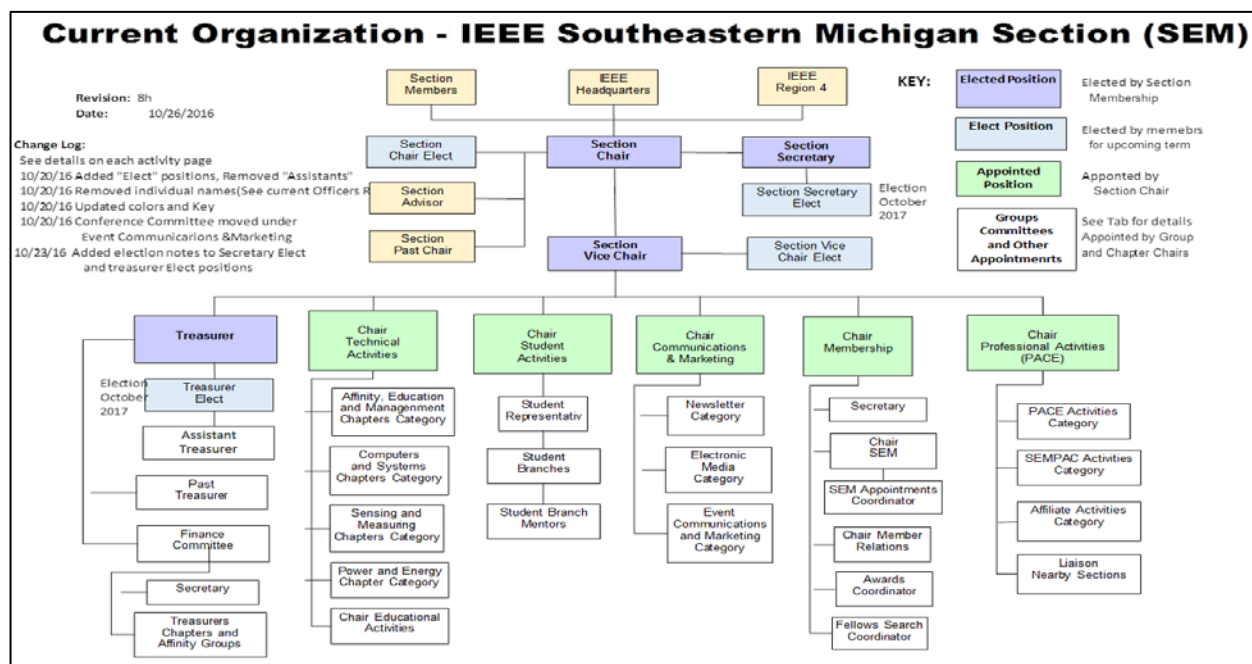 Current Organization - IEEE Southeastern Michigan Section (SEM)
Revision: 8h
Date: 10/26/2016
Change Log:
See details on each activity page
10/20/16 Added "Elect" positions, Removed "Assistants"
10/20/16 Removed individual names(See current Officers R
10/20/16 Updated colors and Key
10/20/16 Conference Committee moved under
Event Communicarions &Marketing
10/23/16 Added election notes to Secretary Elect
and treasurer Elect positions
Section
Members
IEEE
Headquarters
IEEE
Region 4
KEY:
Elected Position
Elected by Section
Membership
Elect Position
Elected by memebrs
for upcoming term
Appointed
Position
Apponted by
Section Chair
Groups
Committees
and Other
Appointmenrts
See Tab for details
Appointed by Group
and Chapter Chairs
Section
Chair Elect
Section
Chair
Section
Secretary
Section
Advisor
Section Secretary
Elect
Election
October
2017
Section
Past Chair
Section
Vice Chair
Section Vice
Chair Elect
Treasurer
Election
October
2017
Treasurer
Elect
Assistant
Treasurer
Past
Treasurer
Finance
Committee
Secretary
Treasurers
Chapters and
Affinity Groups
Chair
Technical
Activities
Affinity, Education
and Managenment
Chapters Category
Computers
and Systems
Chapters Category
Sensing and
Measuring
Chapters Category
Power and Energy
Chapter Category
Chair Educational
Activities
Chair
Student
Activities
Student
Representativ
Student
Branches
Student Branch
Mentors
Chair
Communications
& Marketing
Newsletter
Category
Electronic
Media
Category
Event
Communications
and Marketing
Category
Chair
Membership
Secretary
Chair
SEM
SEM Appointments
Coordinator
Chair Member
Relations
Awards
Coordinator
Fellows Search
Coordinator
Chair
Professional Activities
(PACE)
PACE Activities
Category
SEMPAC Activities
Category
Affiliate Activities
Category
Liaison
Nearby Sections